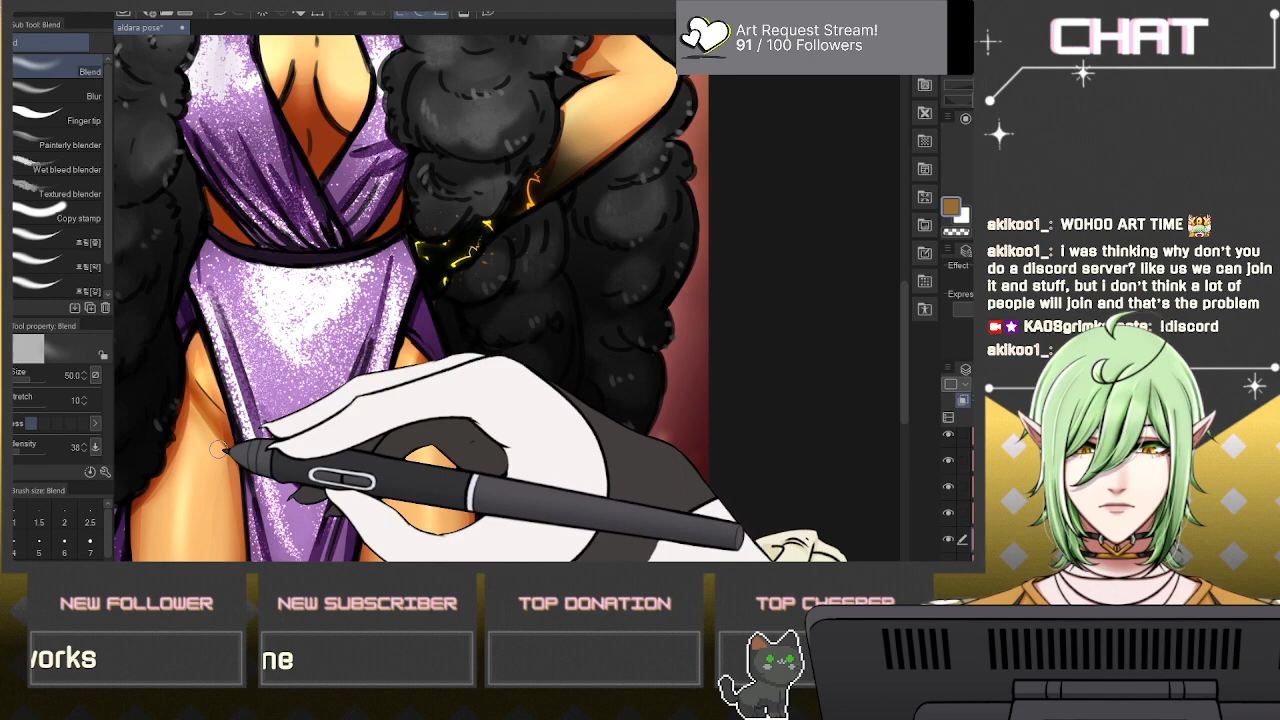 Sub Tool: Blend
aldara pose*
d
Blend
Blur
Finger tip
Painterly blender
Wet bleed blender
Textured blender
Copy stamp
Tool property: Blend
Size 50.0
stretch 10
density 38
Brush size: Blend
1 1.5 2 2.5
4 5 6 7
Art Request Stream!
91 / 100 Followers
Effect
Expres
CHAT
akikoo1_: WOHOO ART TIME
akikoo1_: i was thinking why don't you
do a discord server? like us we can join
it and stuff, but i don't think a lot of
people will join and that's the problem
!discord
akikoo1_:
NEW FOLLOWER
NEW SUBSCRIBER
TOP DONATION
TOP CHEERER
works
ne